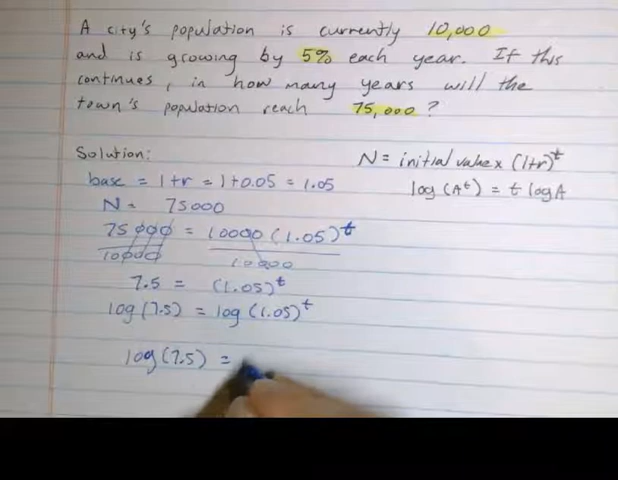 A city's population is currently 10,000
and is growing by 5% each year. If this
continues, in how many years will the
town's population reach 75,000?
Solution:
N = initial value x (1+r)^t
base = 1+r = 1+0.05 = 1.05
log (A^t) = t log A
N = 75000
75000 = 10000 (1.05)^t
10000 10000
7.5 = (1.05)^t
log (7.5) = log (1.05)^t
log (7.5) =